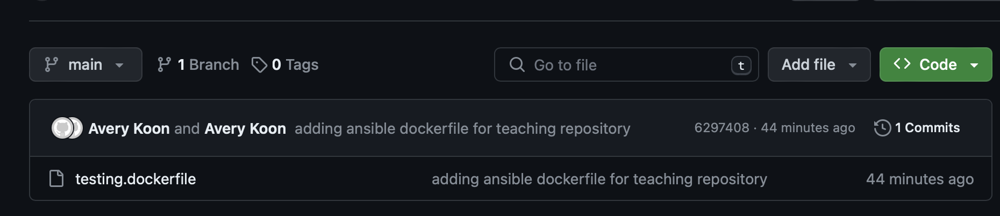 main 1 Branch 0 Tags Go to file t Add file Code
Avery Koon and Avery Koon adding ansible dockerfile for teaching repository 6297408 · 44 minutes ago 1 Commits
testing.dockerfile adding ansible dockerfile for teaching repository 44 minutes ago